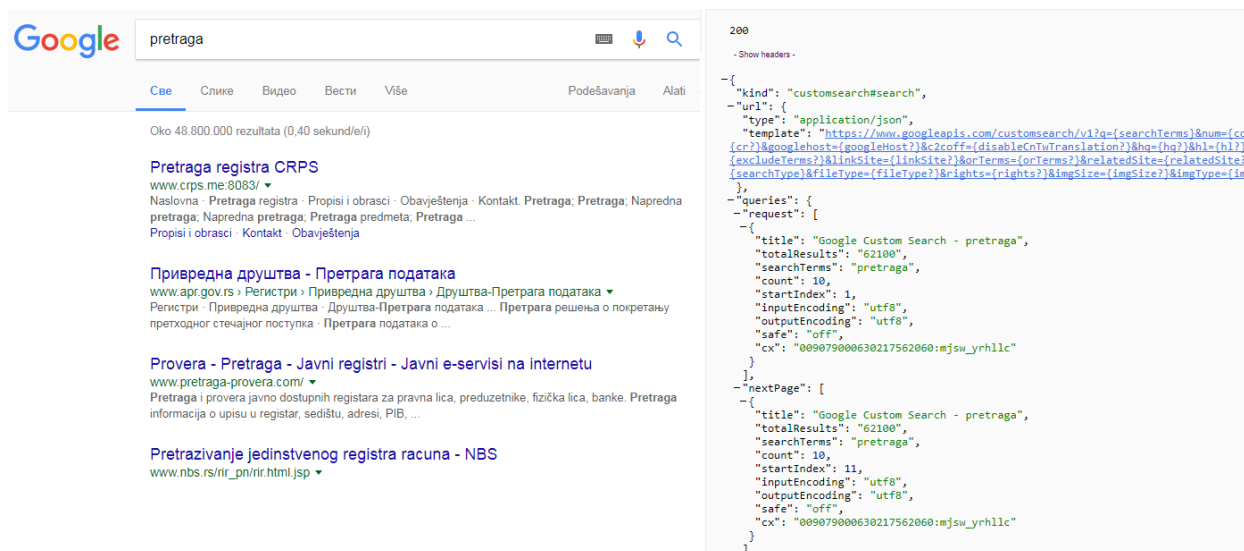 Google
pretraga
Све Слике Видео Вести Više Podešavanja Alati
Oko 48.800.000 rezultata (0,40 sekund/e/i)
Pretraga registra CRPS
www.crps.me:8083/
Naslovna · Pretraga registra · Propisi i obrasci · Obavještenja · Kontakt. Pretraga; Pretraga; Napredna
pretraga; Napredna pretraga; Pretraga predmeta; Pretraga ...
Propisi i obrasci · Kontakt · Obavještenja
Привредна друштва - Претрага података
www.apr.gov.rs › Регистри › Привредна друштва › Друштва-Претрага података
Регистри · Привредна друштва · Друштва-Претрага података ... Претрага решења о покретању
претходног стечајног поступка · Претрага података о ...
Provera - Pretraga - Javni registri - Javni e-servisi na internetu
www.pretraga-provera.com/
Pretraga i provera javno dostupnih registara za pravna lica, preduzetnike, fizička lica, banke. Pretraga
informacija o upisu u registar, sedištu, adresi, PIB, ...
Pretrazivanje jedinstvenog registra racuna - NBS
www.nbs.rs/rir_pn/rir.html.jsp
200
- Show headers -
{
"kind": "customsearch#search",
"url": {
"type": "application/json",
"template": "https://www.googleapis.com/customsearch/v1?q={searchTerms}&num={co
{cr?}&googlehost={googleHost?}&c2coff={disableCnTwTranslation?}&hq={hq?}&hl={hl?}
{excludeTerms?}&linkSite={linkSite?}&orTerms={orTerms?}&relatedSite={relatedSite?
{searchType}&fileType={fileType?}&rights={rights?}&imgSize={imgSize?}&imgType={im
},
"queries": {
"request": [
{
"title": "Google Custom Search - pretraga",
"totalResults": "62100",
"searchTerms": "pretraga",
"count": 10,
"startIndex": 1,
"inputEncoding": "utf8",
"outputEncoding": "utf8",
"safe": "off",
"cx": "009079000630217562060:mjsw_yrhllc"
}
],
"nextPage": [
{
"title": "Google Custom Search - pretraga",
"totalResults": "62100",
"searchTerms": "pretraga",
"count": 10,
"startIndex": 11,
"inputEncoding": "utf8",
"outputEncoding": "utf8",
"safe": "off",
"cx": "009079000630217562060:mjsw_yrhllc"
}
]